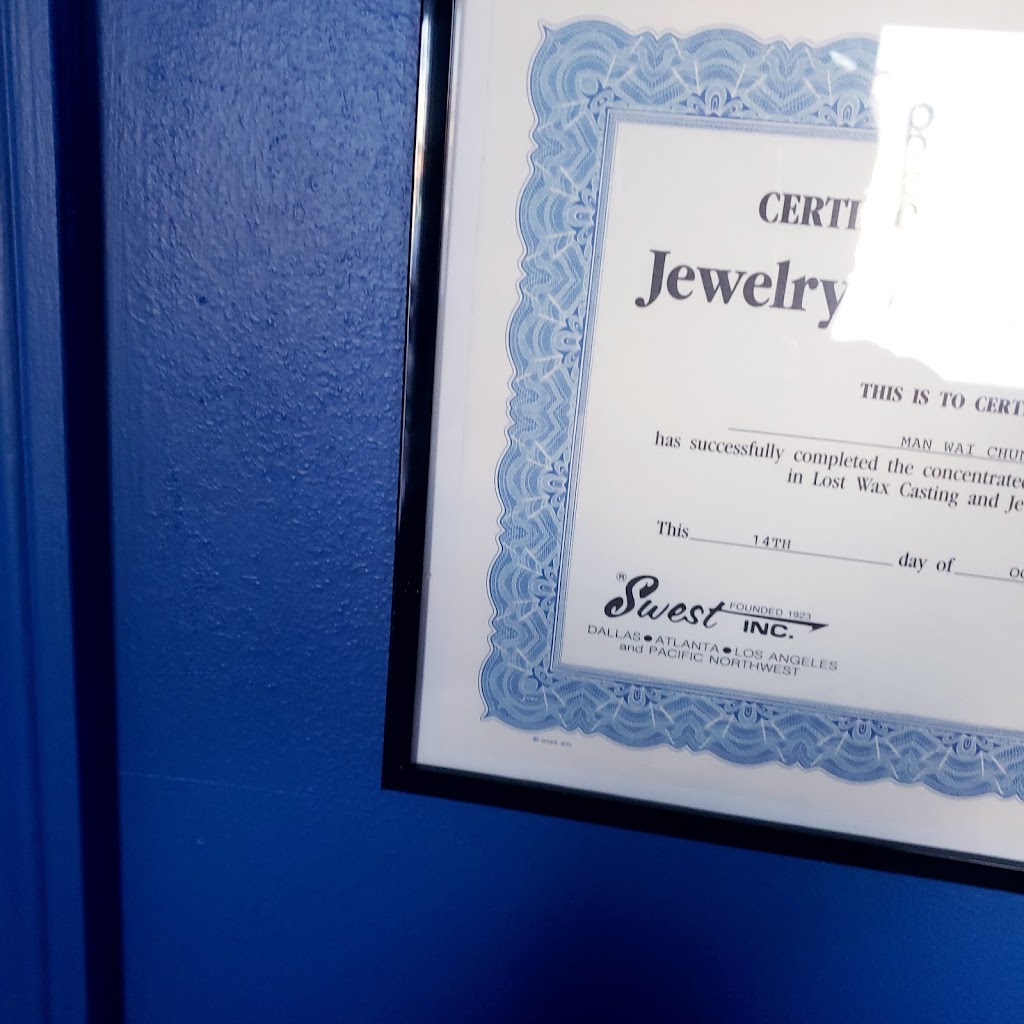 CERTI
Jewelry
THIS IS TO CERT
MAN WAI CHUN
has successfully completed the concentrated
in Lost Wax Casting and Je
This 14TH day of OC
® Swest FOUNDED 1923
INC.
DALLAS ● ATLANTA ● LOS ANGELES
and PACIFIC NORTHWEST